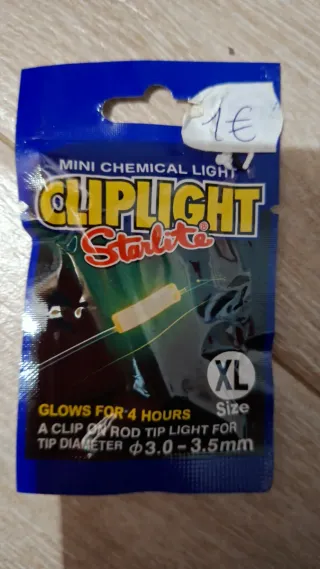 1€
MINI CHEMICAL LIGHT
CLIPLIGHT
Starlite
XL
Size
GLOWS FOR 4 HOURS
A CLIP ON ROD TIP LIGHT FOR
TIP DIAMETER φ3.0-3.5mm